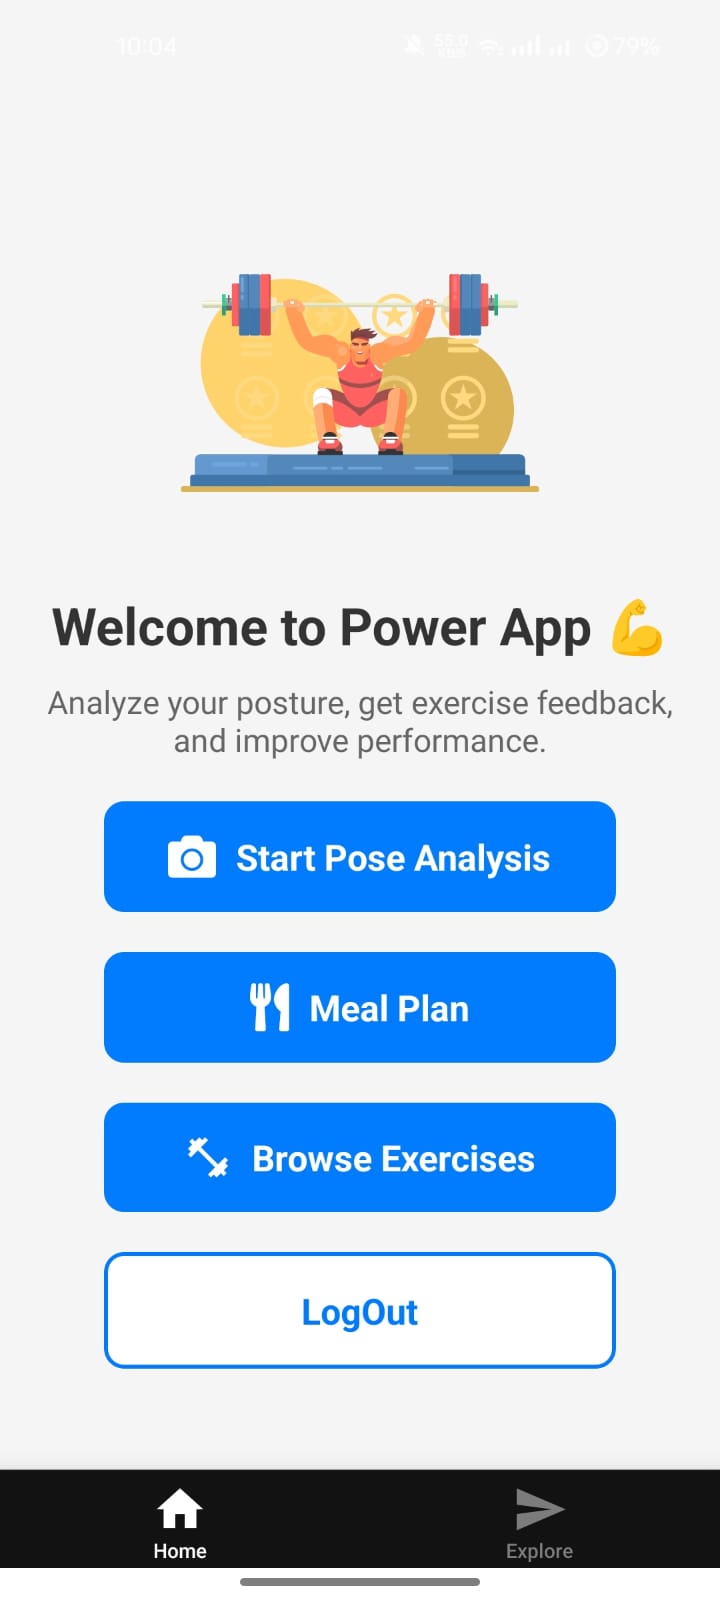 10:04 55.0 KB/S 79%
Welcome to Power App 💪
Analyze your posture, get exercise feedback,
and improve performance.
Start Pose Analysis
Meal Plan
Browse Exercises
LogOut
Home Explore